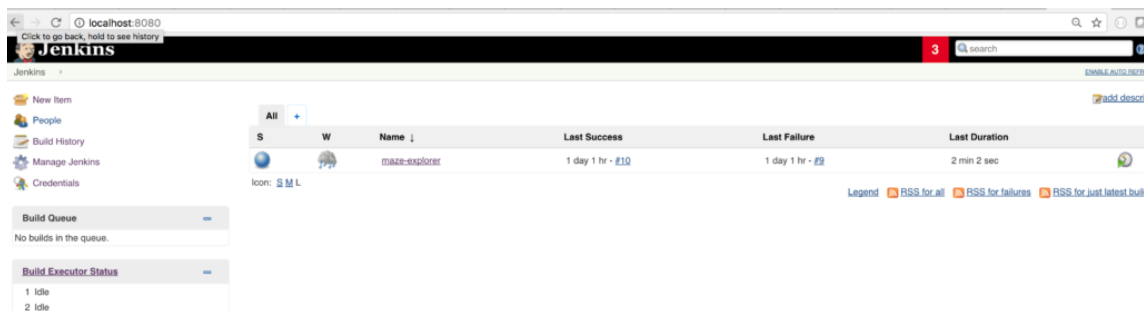 localhost:8080
Click to go back, hold to see history
Jenkins
3
search
Jenkins
ENABLE AUTO REFR
New Item
People
Build History
Manage Jenkins
Credentials
add descri
All +
S W Name ↓ Last Success Last Failure Last Duration
maze-explorer 1 day 1 hr - #10 1 day 1 hr - #9 2 min 2 sec
Icon: S M L
Legend RSS for all RSS for failures RSS for just latest buil
Build Queue
No builds in the queue.
Build Executor Status
1 Idle
2 Idle